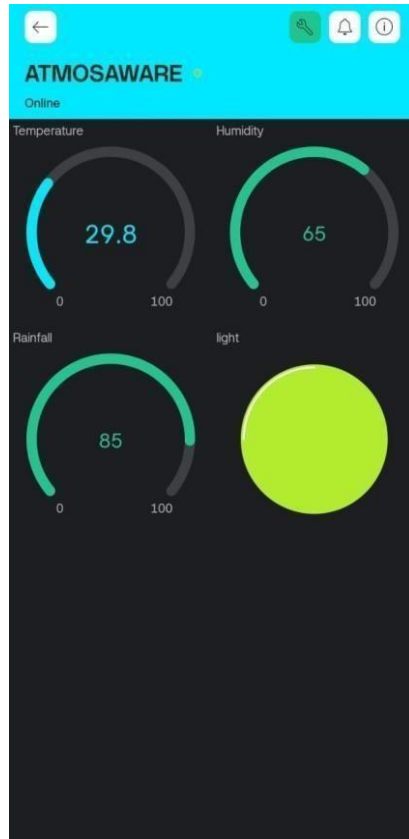 ATMOSAWARE
Online
Temperature Humidity
29.8 65
0 100 0 100
Rainfall light
85
0 100